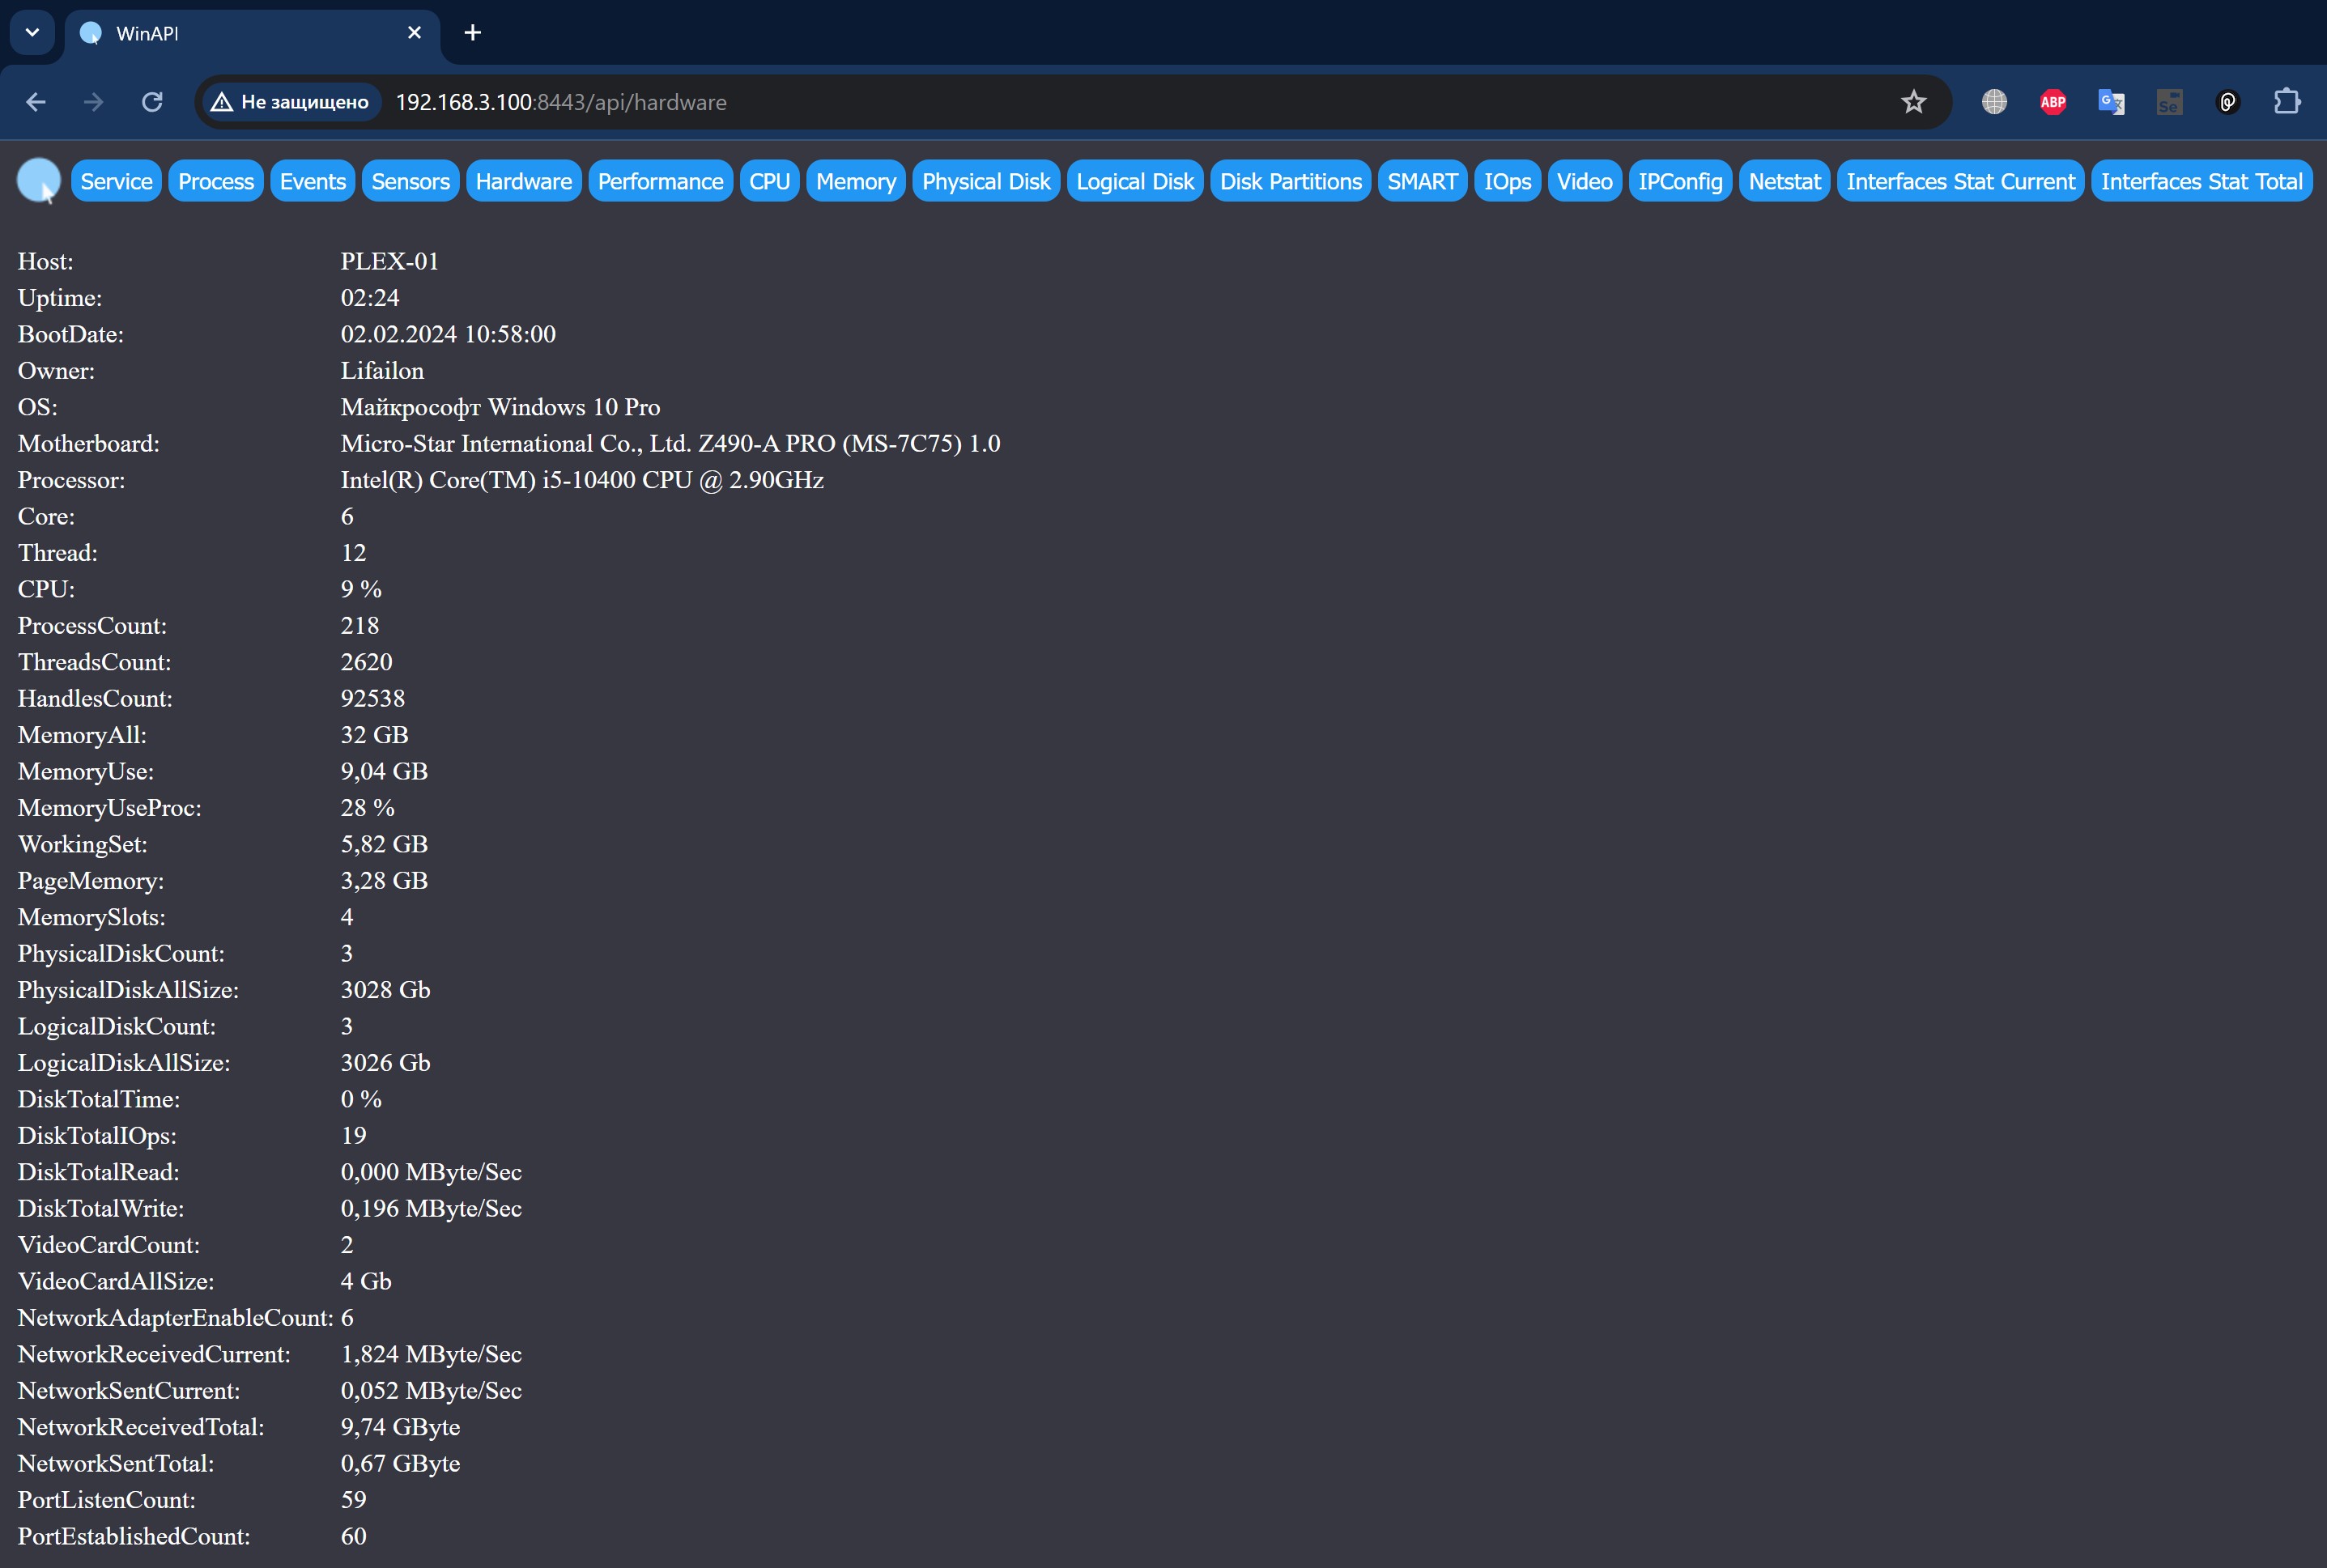 WinAPI
Не защищено 192.168.3.100:8443/api/hardware
ABP
G
Se
Service Process Events Sensors Hardware Performance CPU Memory Physical Disk Logical Disk Disk Partitions SMART IOps Video IPConfig Netstat Interfaces Stat Current Interfaces Stat Total
Host: PLEX-01
Uptime: 02:24
BootDate: 02.02.2024 10:58:00
Owner: Lifailon
OS: Майкрософт Windows 10 Pro
Motherboard: Micro-Star International Co., Ltd. Z490-A PRO (MS-7C75) 1.0
Processor: Intel(R) Core(TM) i5-10400 CPU @ 2.90GHz
Core: 6
Thread: 12
CPU: 9 %
ProcessCount: 218
ThreadsCount: 2620
HandlesCount: 92538
MemoryAll: 32 GB
MemoryUse: 9,04 GB
MemoryUseProc: 28 %
WorkingSet: 5,82 GB
PageMemory: 3,28 GB
MemorySlots: 4
PhysicalDiskCount: 3
PhysicalDiskAllSize: 3028 Gb
LogicalDiskCount: 3
LogicalDiskAllSize: 3026 Gb
DiskTotalTime: 0 %
DiskTotalIOps: 19
DiskTotalRead: 0,000 MByte/Sec
DiskTotalWrite: 0,196 MByte/Sec
VideoCardCount: 2
VideoCardAllSize: 4 Gb
NetworkAdapterEnableCount: 6
NetworkReceivedCurrent: 1,824 MByte/Sec
NetworkSentCurrent: 0,052 MByte/Sec
NetworkReceivedTotal: 9,74 GByte
NetworkSentTotal: 0,67 GByte
PortListenCount: 59
PortEstablishedCount: 60